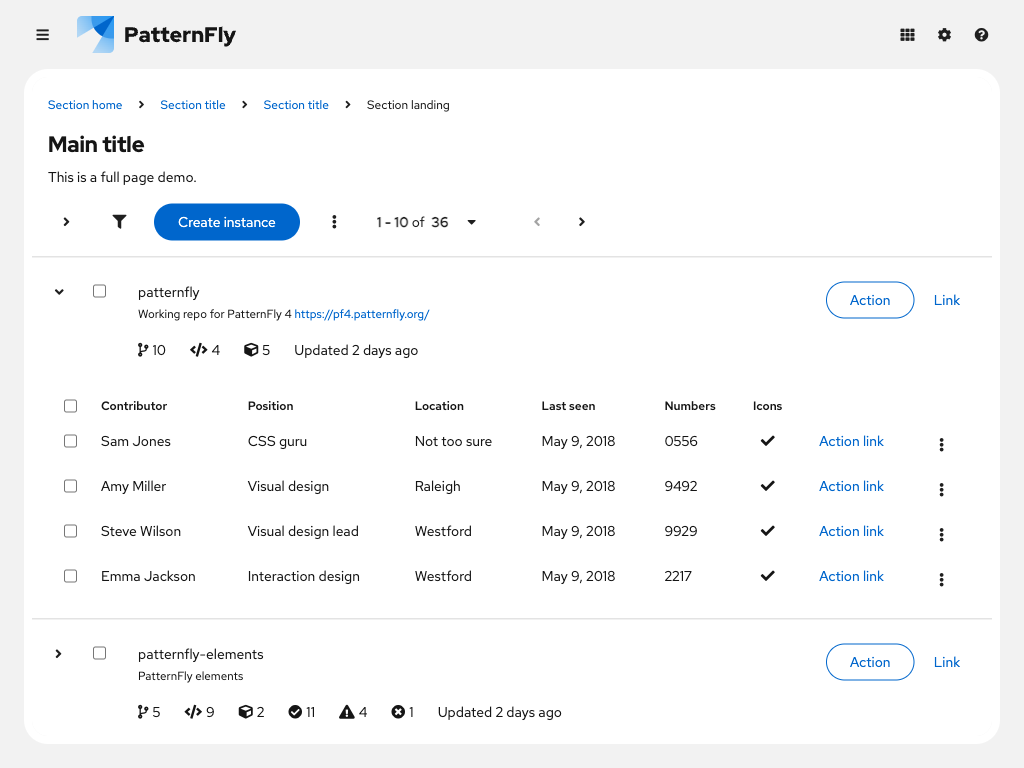 PatternFly
Section home Section title Section title Section landing
Main title
This is a full page demo.
Create instance 1 - 10 of 36
patternfly
Working repo for PatternFly 4 https://pf4.patternfly.org/
Action Link
10 4 5 Updated 2 days ago
Contributor Position Location Last seen Numbers Icons
Sam Jones CSS guru Not too sure May 9, 2018 0556 Action link
Amy Miller Visual design Raleigh May 9, 2018 9492 Action link
Steve Wilson Visual design lead Westford May 9, 2018 9929 Action link
Emma Jackson Interaction design Westford May 9, 2018 2217 Action link
patternfly-elements
PatternFly elements
Action Link
5 9 2 11 4 1 Updated 2 days ago